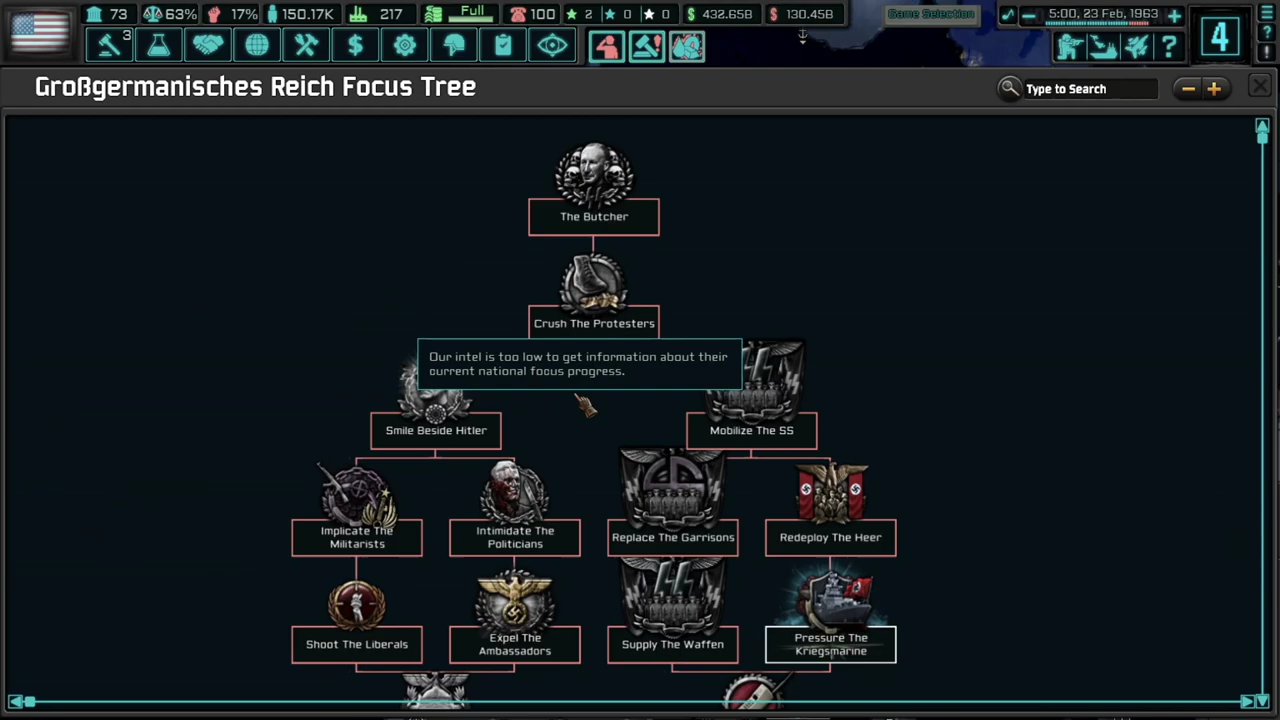 73 63% 17% 150.17K 217 Full 100 2 0 0 $ 432.65B $ 130.45B Game Selection 5:00, 23 Feb, 1963
3
4
?
?
Großgermanisches Reich Focus Tree
Type to Search
The Butcher
Crush The Protesters
Our intel is too low to get information about their
current national focus progress.
Smile Beside Hitler
Mobilize The SS
Implicate The
Militarists
Intimidate The
Politicians
Replace The Garrisons
Redeploy The Heer
Shoot The Liberals
Expel The
Ambassadors
Supply The Waffen
Pressure The
Kriegsmarine